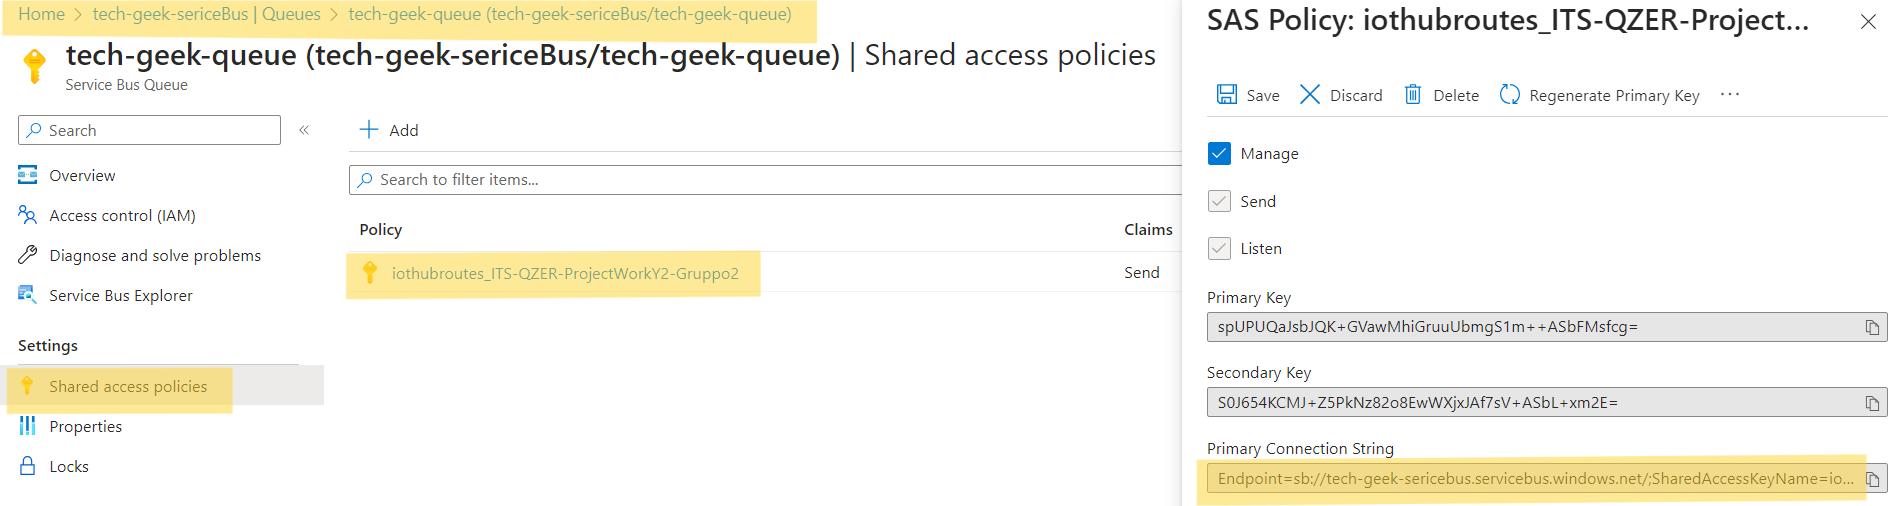 Home > tech-geek-sericeBus | Queues > tech-geek-queue (tech-geek-sericeBus/tech-geek-queue)
tech-geek-queue (tech-geek-sericeBus/tech-geek-queue) | Shared access policies
Service Bus Queue
Search
«
Overview
Access control (IAM)
Diagnose and solve problems
Service Bus Explorer
Settings
Shared access policies
Properties
Locks
Add
Search to filter items...
Policy Claims
iothubroutes_ITS-QZER-ProjectWorkY2-Gruppo2 Send
SAS Policy: iothubroutes_ITS-QZER-Project...
Save Discard Delete Regenerate Primary Key ...
Manage
Send
Listen
Primary Key
spUPUQaJsbJQK+GVawMhiGruuUbmgS1m++ASbFMsfcg=
Secondary Key
S0J654KCMJ+Z5PkNz82o8EwWXjxJAf7sV+ASbL+xm2E=
Primary Connection String
Endpoint=sb://tech-geek-sericebus.servicebus.windows.net/;SharedAccessKeyName=io...